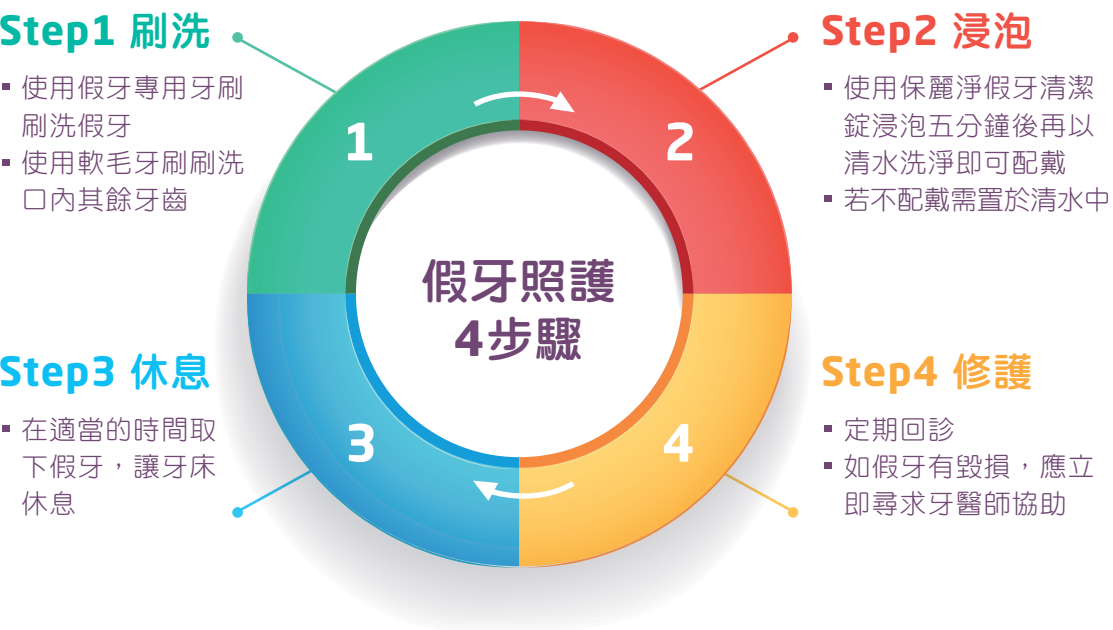 Step1 刷洗
使用假牙專用牙刷
刷洗假牙
使用軟毛牙刷刷洗
口內其餘牙齒
Step2 浸泡
使用保麗淨假牙清潔
錠浸泡五分鐘後再以
清水洗淨即可配戴
若不配戴需置於清水中
1
2
假牙照護
4步驟
3
4
Step3 休息
在適當的時間取
下假牙，讓牙床
休息
Step4 修護
定期回診
如假牙有毀損，應立
即尋求牙醫師協助